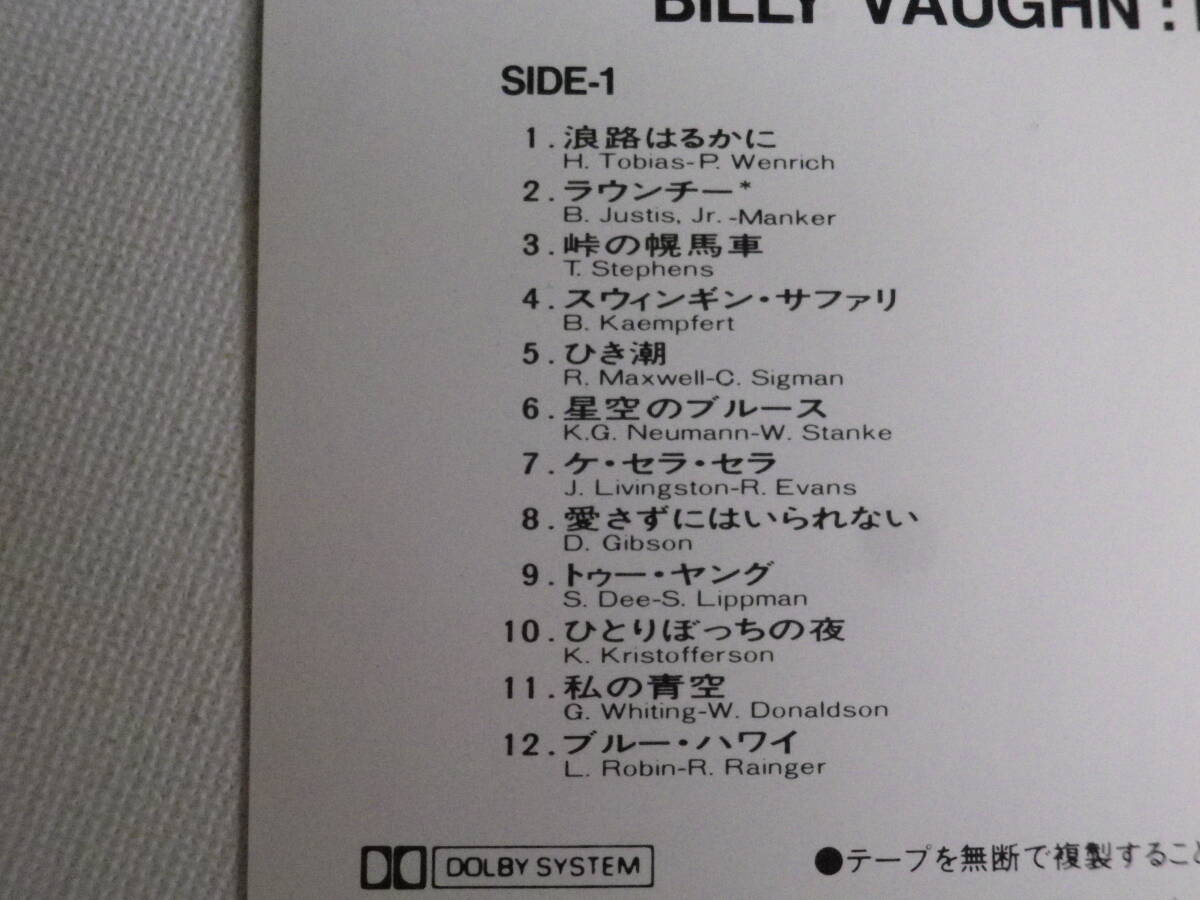 BILLY VAUGHN :
SIDE-1
1. 浪路はるかに
H. Tobias-P. Wenrich
2. ラウンチー*
B. Justis, Jr. -Manker
3. 峠の幌馬車
T. Stephens
4. スウィンギン・サファリ
B. Kaempfert
5. ひき潮
R. Maxwell-C. Sigman
6. 星空のブルース
K.G. Neumann-W. Stanke
7. ケ・セラ・セラ
J. Livingston-R. Evans
8. 愛さずにはいられない
D. Gibson
9. トゥー・ヤング
S. Dee-S. Lippman
10. ひとりぼっちの夜
K. Kristofferson
11. 私の青空
G. Whiting-W. Donaldson
12. ブルー・ハワイ
L. Robin-R. Rainger
DOLBY SYSTEM
●テープを無断で複製すること